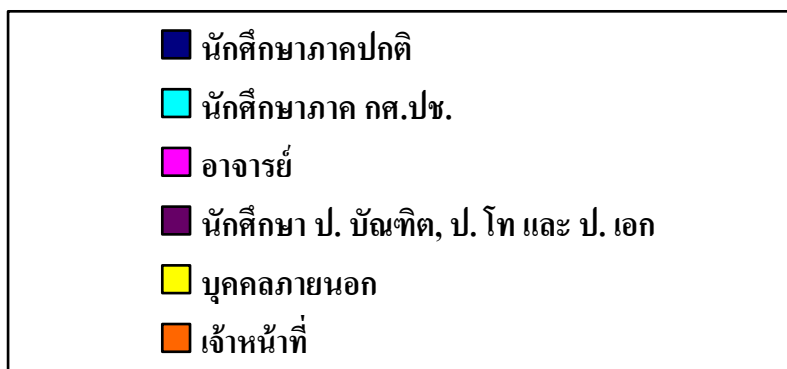 นักศึกษาภาคปกติ
นักศึกษาภาค กศ.ปช.
อาจารย์
นักศึกษา ป. บัณฑิต, ป. โท และ ป. เอก
บุคคลภายนอก
เจ้าหน้าที่